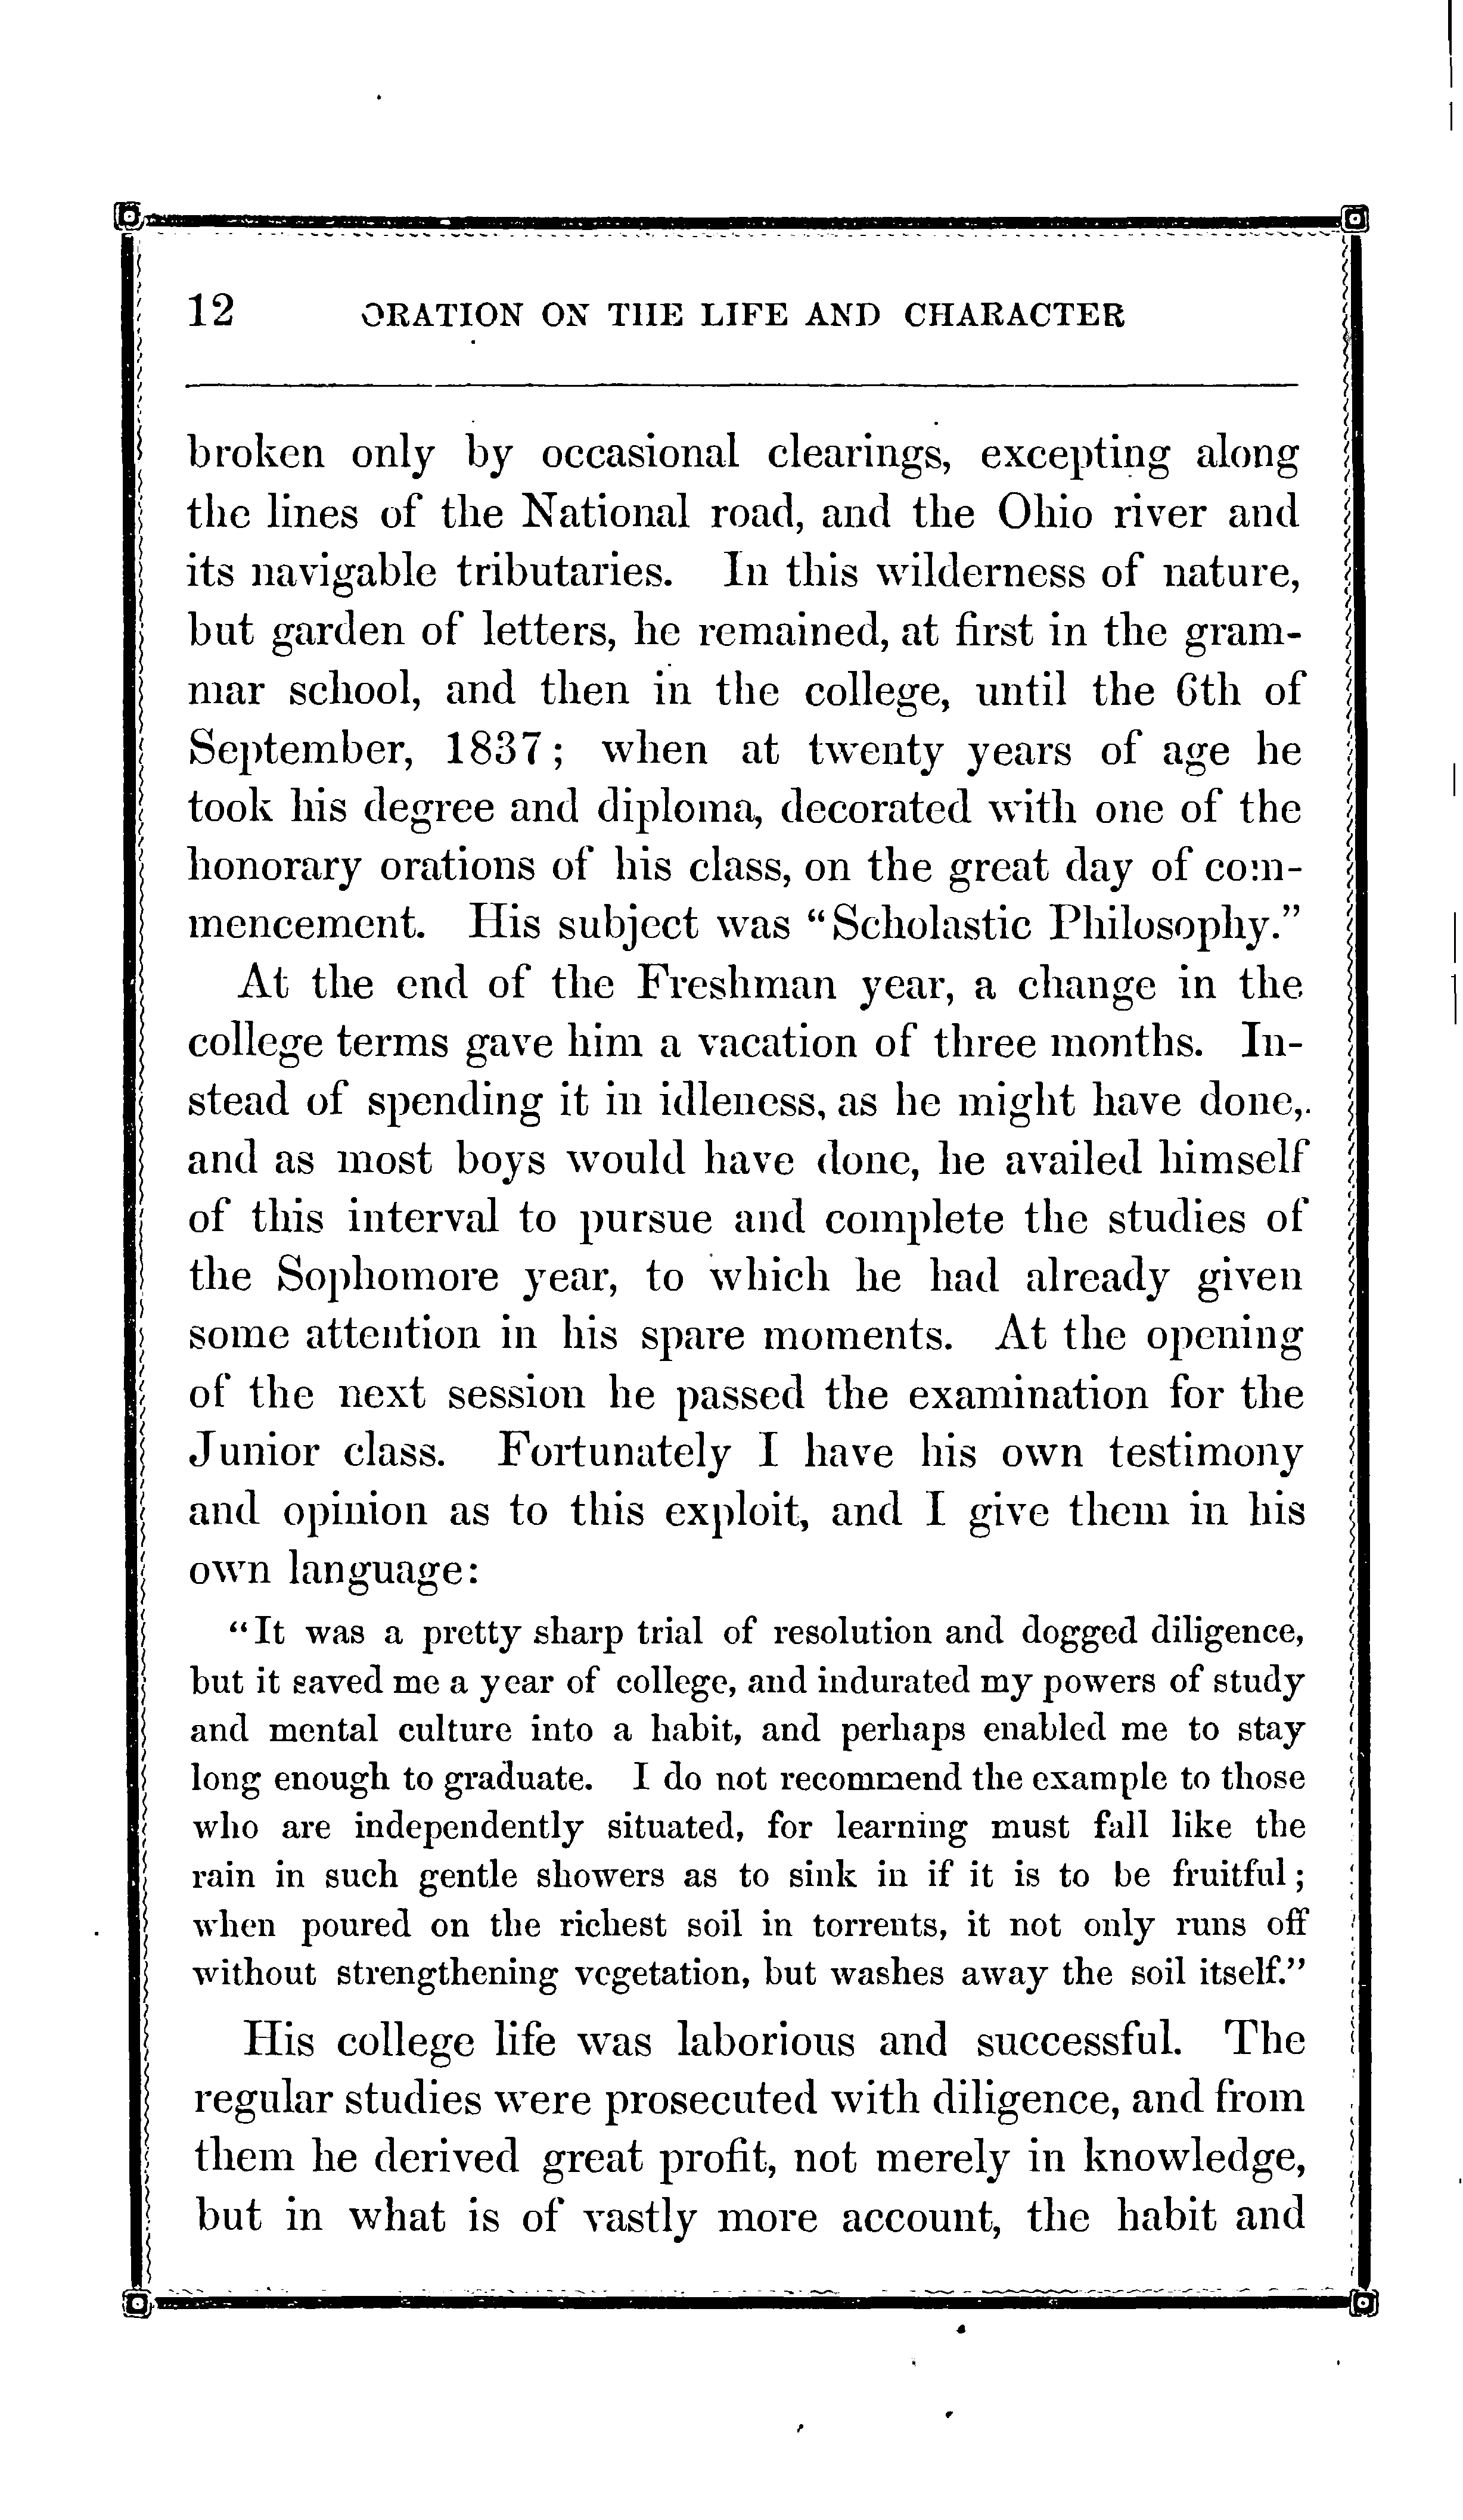 12 ORATION ON THE LIFE AND CHARACTER
broken only by occasional clearings, excepting along
the lines of the National road, and the Ohio river and
its navigable tributaries. In this wilderness of nature,
but garden of letters, he remained, at first in the gram-
mar school, and then in the college, until the 6th of
September, 1837; when at twenty years of age he
took his degree and diploma, decorated with one of the
honorary orations of his class, on the great day of com-
mencement. His subject was “Scholastic Philosophy.”
At the end of the Freshman year, a change in the
college terms gave him a vacation of three months. In-
stead of spending it in idleness, as he might have done,
and as most boys would have done, he availed himself
of this interval to pursue and complete the studies of
the Sophomore year, to which he had already given
some attention in his spare moments. At the opening
of the next session he passed the examination for the
Junior class. Fortunately I have his own testimony
and opinion as to this exploit, and I give them in his
own language:
“It was a pretty sharp trial of resolution and dogged diligence,
but it saved me a year of college, and indurated my powers of study
and mental culture into a habit, and perhaps enabled me to stay
long enough to graduate. I do not recommend the example to those
who are independently situated, for learning must fall like the
rain in such gentle showers as to sink in if it is to be fruitful;
when poured on the richest soil in torrents, it not only runs off
without strengthening vegetation, but washes away the soil itself.”
His college life was laborious and successful. The
regular studies were prosecuted with diligence, and from
them he derived great profit, not merely in knowledge,
but in what is of vastly more account, the habit and